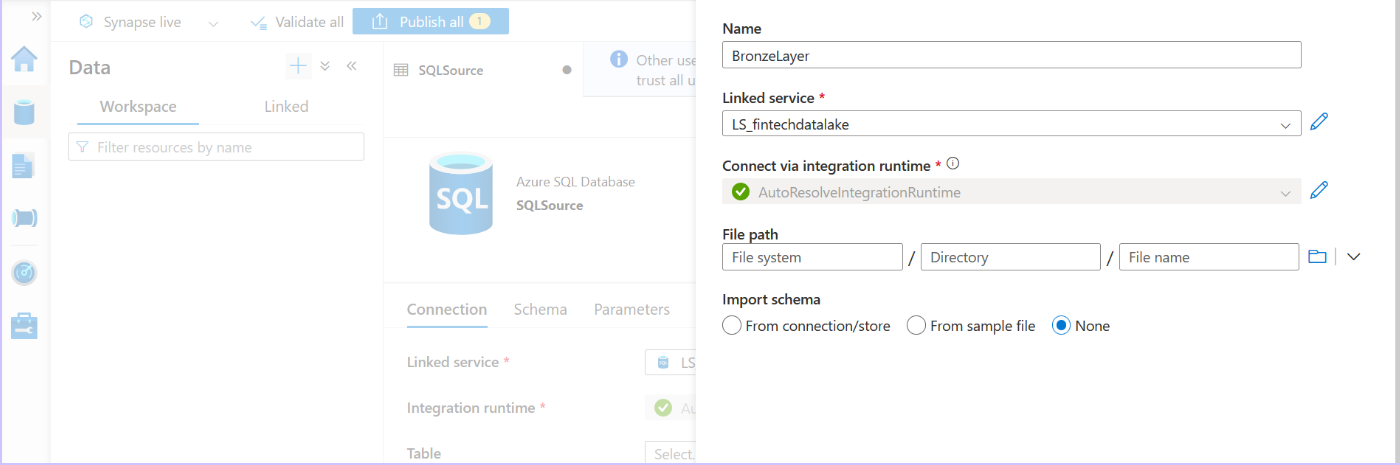 Synapse live
Validate all
Publish all 1
Data
Workspace
Linked
Filter resources by name
SQLSource
Other use
trust all u
SQL
Azure SQL Database
SQLSource
Connection
Schema
Parameters
Linked service *
LS
Integration runtime *
Au
Table
Select.
Name
BronzeLayer
Linked service *
LS_fintechdatalake
Connect via integration runtime *
AutoResolveIntegrationRuntime
File path
File system / Directory / File name
Import schema
From connection/store
From sample file
None